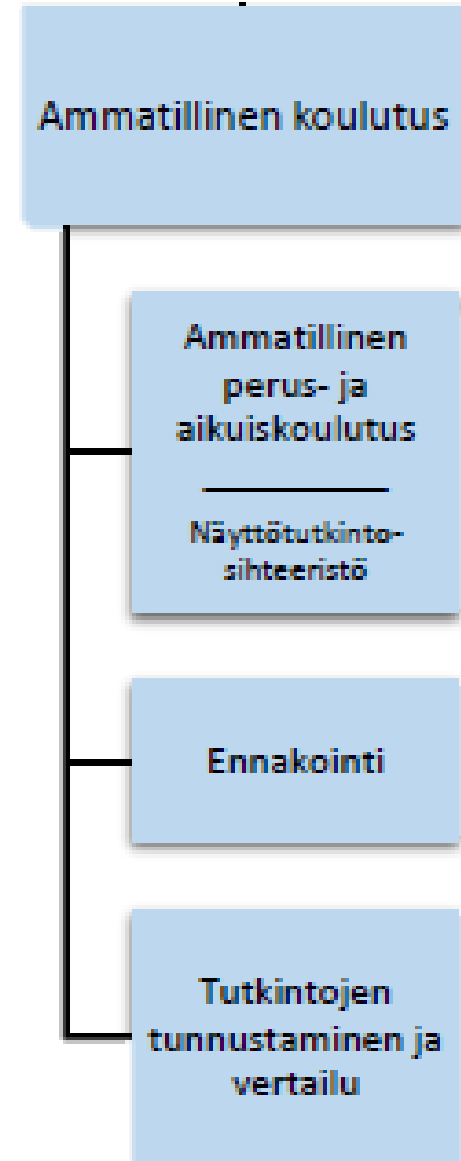 Ammatillinen koulutus
Ammatillinen
perus- ja
aikuiskoulutus
Näyttötutkinto-
sihteeristö
Ennakointi
Tutkintojen
tunnustaminen ja
vertailu